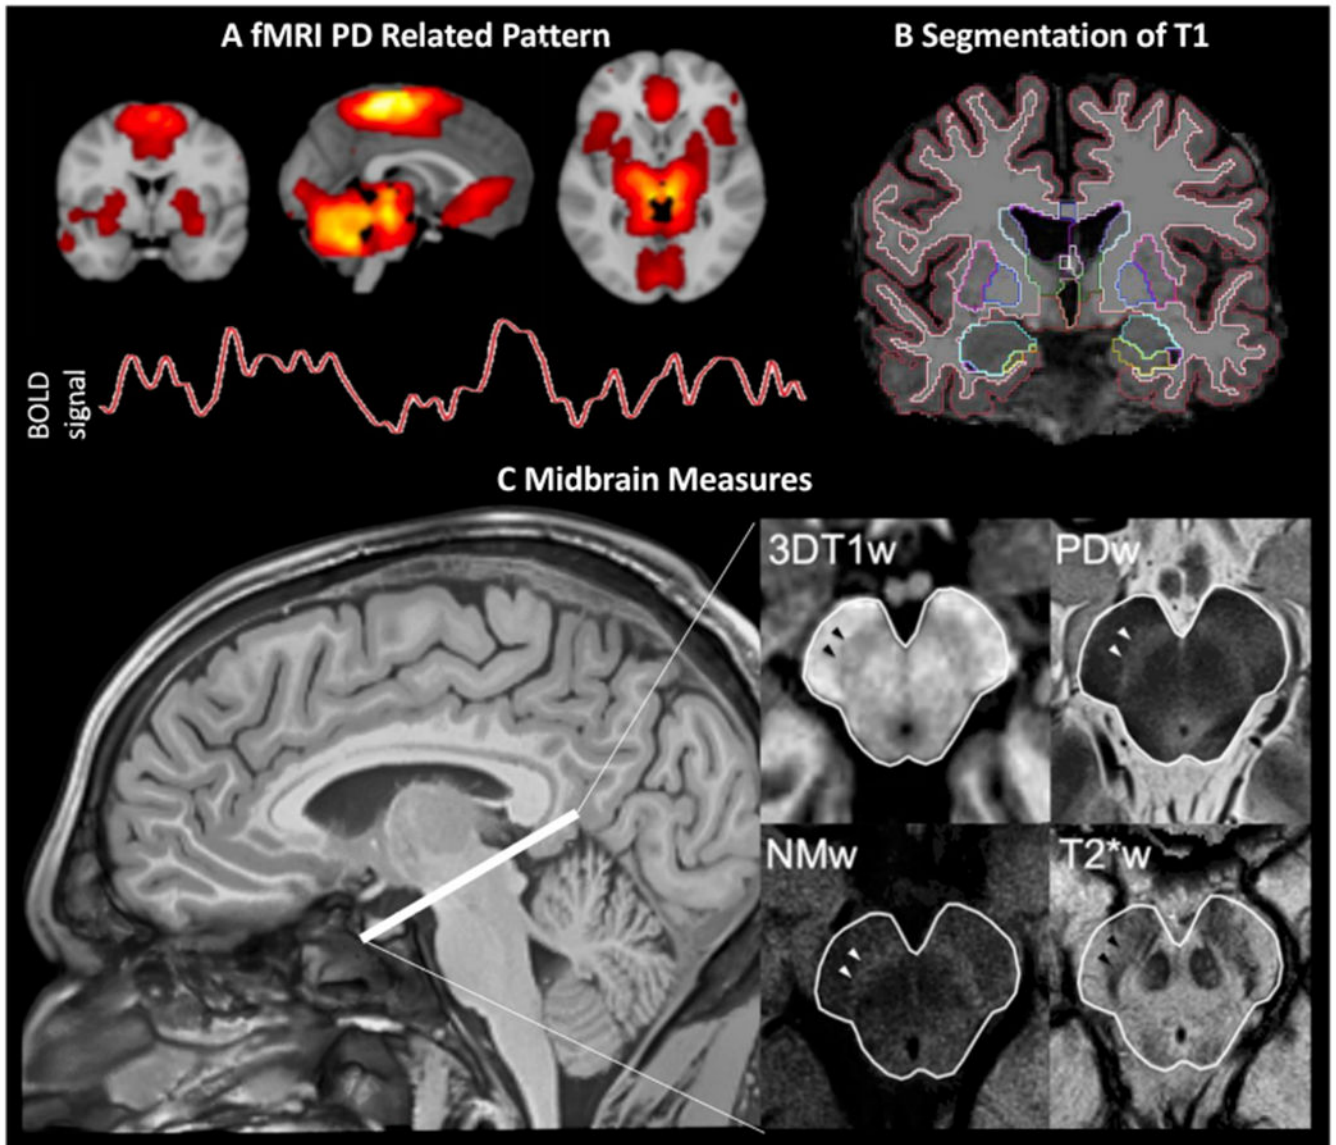 A fMRI PD Related Pattern
B Segmentation of T1
BOLD
signal
C Midbrain Measures
3DT1w
PDw
NMw
T2*w